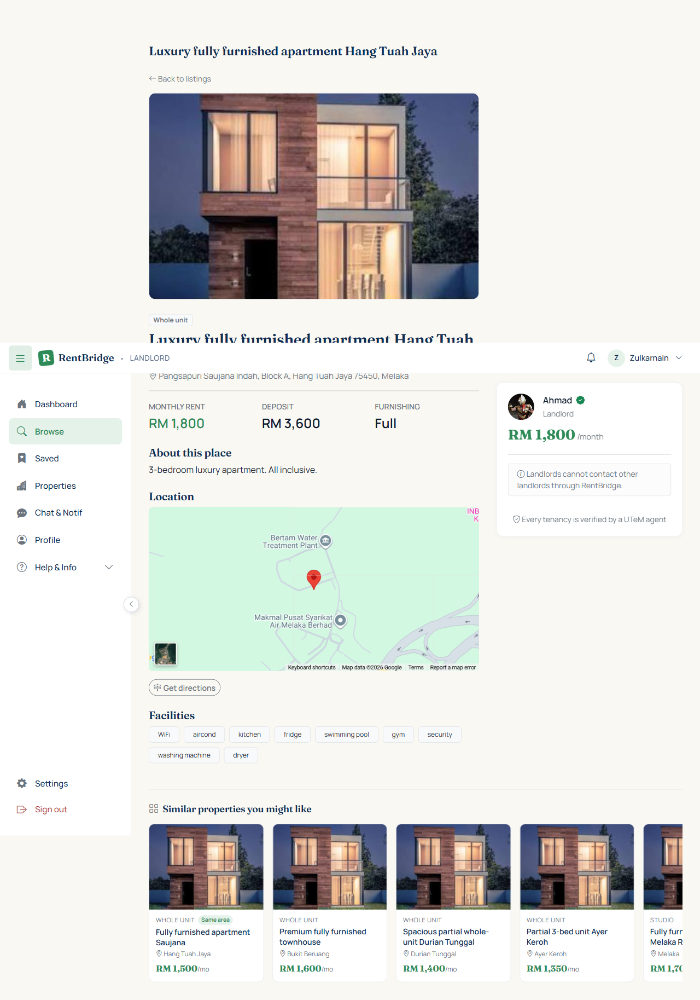 Luxury fully furnished apartment Hang Tuah Jaya
Back to listings
Whole unit
Luxury fully furnished apartment Hang Tuah
R RentBridge • LANDLORD
Z Zulkarnain
Pangsapuri Saujana Indah, Block A, Hang Tuah Jaya 75450, Melaka
Dashboard
Browse
Saved
Properties
Chat & Notif
Profile
Help & Info
Settings
Sign out
MONTHLY RENT
RM 1,800
DEPOSIT
RM 3,600
FURNISHING
Full
About this place
3-bedroom luxury apartment. All inclusive.
Location
INB
K
Bertam Water
Treatment Plant
Makmal Pusat Syarikat
Air Melaka Berhad
Keyboard shortcuts
Map data ©2026 Google
Terms
Report a map error
Get directions
Facilities
WiFi
aircond
kitchen
fridge
swimming pool
gym
security
washing machine
dryer
Ahmad
Landlord
RM 1,800 /month
Landlords cannot contact other
landlords through RentBridge.
Every tenancy is verified by a UTeM agent
Similar properties you might like
WHOLE UNIT Same area
Fully furnished apartment
Saujana
Hang Tuah Jaya
RM 1,500/mo
WHOLE UNIT
Premium fully furnished
townhouse
Bukit Beruang
RM 1,600/mo
WHOLE UNIT
Spacious partial whole-
unit Durian Tunggal
Durian Tunggal
RM 1,400/mo
WHOLE UNIT
Partial 3-bed unit Ayer
Keroh
Ayer Keroh
RM 1,350/mo
STUDIO
Fully furn
Melaka R
Melaka
RM 1,70